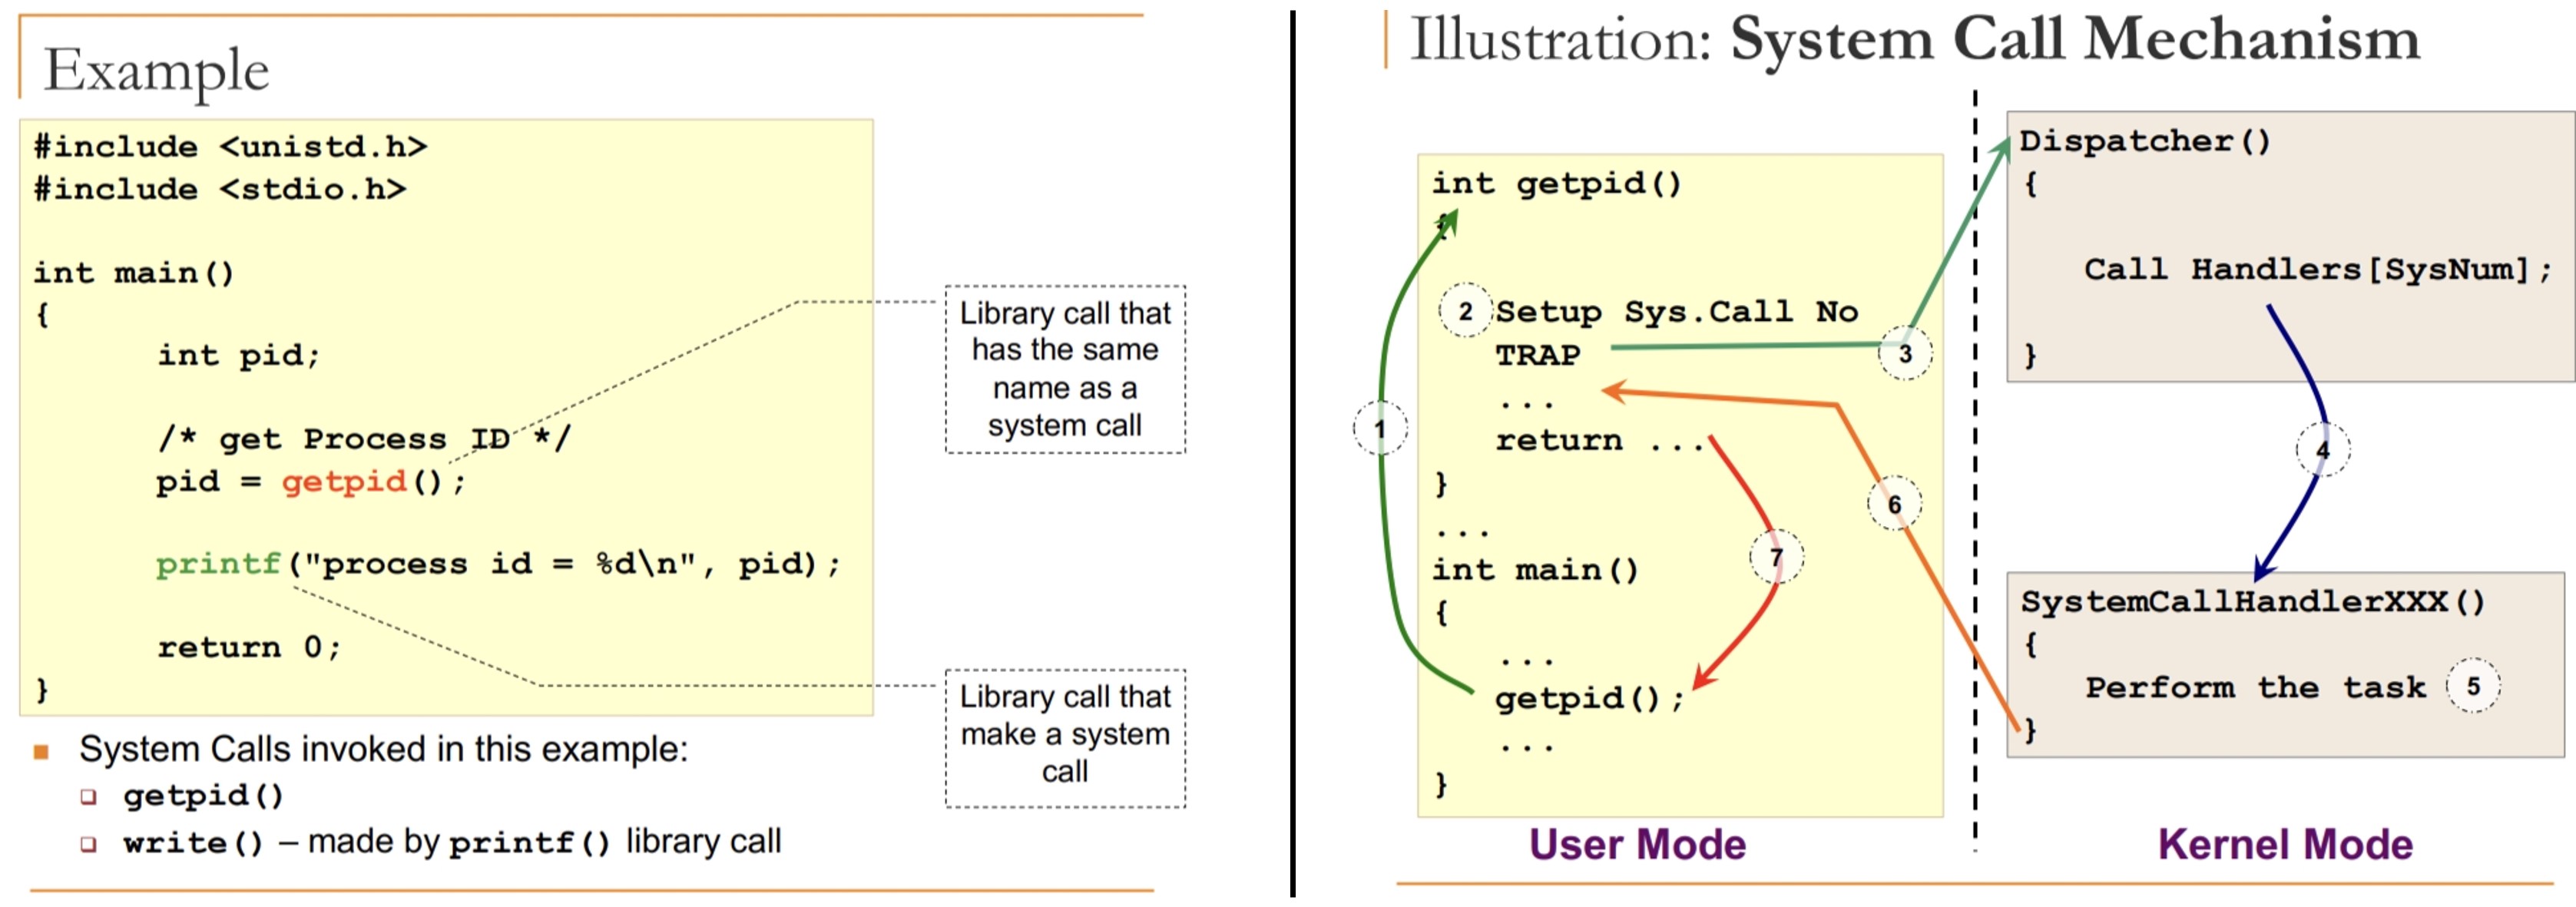 Example
#include <unistd.h>
#include <stdio.h>
int main()
{
int pid;
/* get Process ID */
pid = getpid();
printf("process id = %d\n", pid);
return 0;
}
Library call that
has the same
name as a
system call
Library call that
make a system
call
System Calls invoked in this example:
getpid()
write() – made by printf() library call
Illustration: System Call Mechanism
int getpid()
{
2 Setup Sys.Call No
TRAP
3
...
return ...
}
...
int main()
{
...
getpid();
...
}
1
6
7
User Mode
Dispatcher()
{
Call Handlers[SysNum];
}
4
SystemCallHandlerXXX()
{
Perform the task 5
}
Kernel Mode